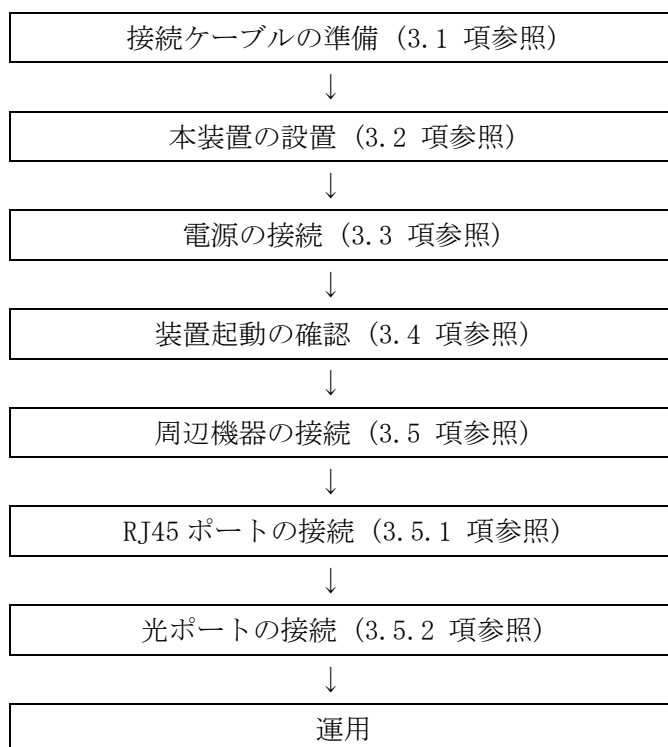 接続ケーブルの準備 (3.1 項参照)
↓
本装置の設置 (3.2 項参照)
↓
電源の接続 (3.3 項参照)
↓
装置起動の確認 (3.4 項参照)
↓
周辺機器の接続 (3.5 項参照)
↓
RJ45 ポートの接続 (3.5.1 項参照)
↓
光ポートの接続 (3.5.2 項参照)
↓
運用